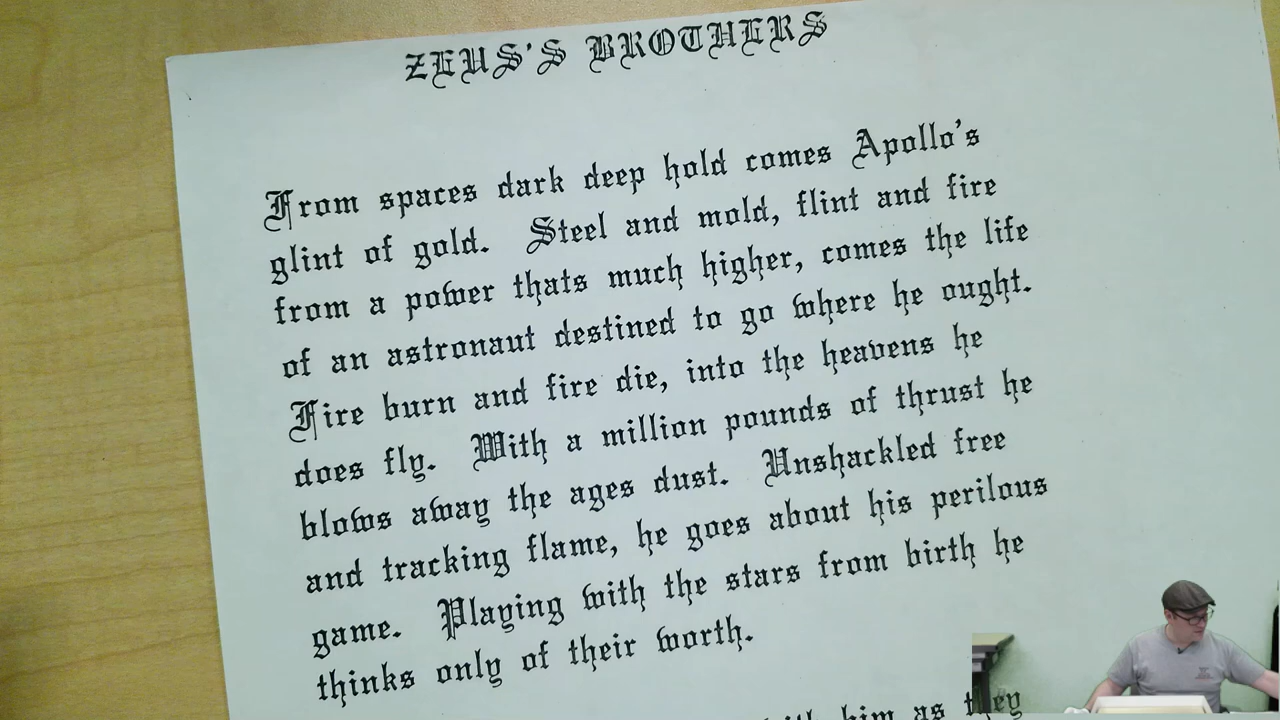 ZEUS'S BROTHERS
From spaces dark deep hold comes Apollo's
glint of gold. Steel and mold, flint and fire
from a power thats much higher, comes the life
of an astronaut destined to go where he ought.
Fire burn and fire die, into the heavens he
does fly. With a million pounds of thrust he
blows away the ages dust. Unshackled free
and tracking flame, he goes about his perilous
game. Playing with the stars from birth he
thinks only of their worth.
him as they